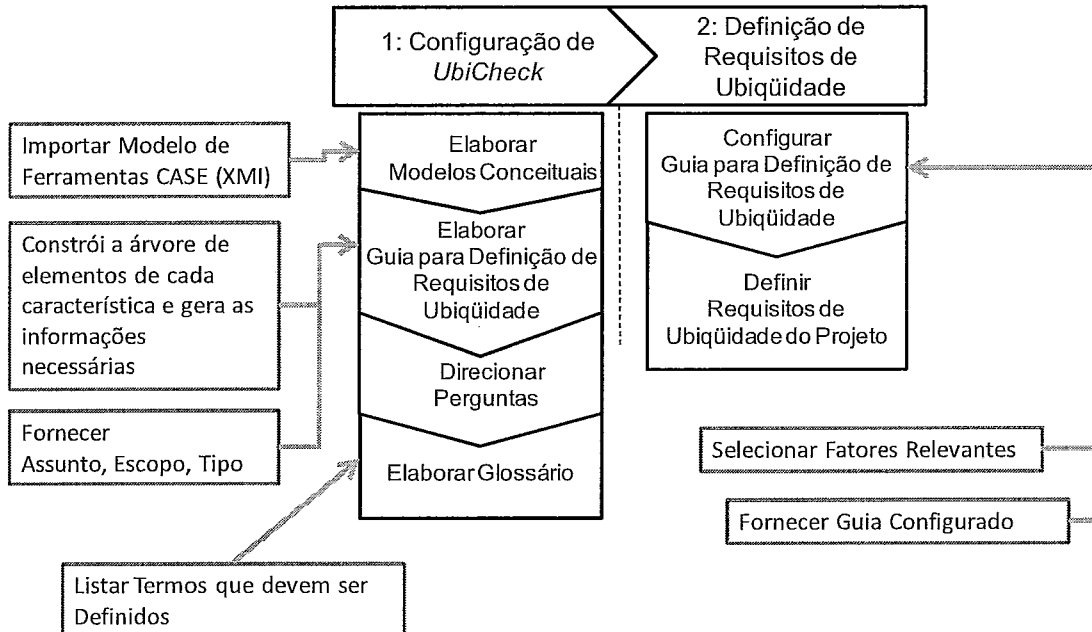 1: Configuração de
UbiCheck
2: Definição de
Requisitos de
Ubiqüidade
Importar Modelo de
Ferramentas CASE (XMI)
Constrói a árvore de
elementos de cada
característica e gera as
informações
necessárias
Fornecer
Assunto, Escopo, Tipo
Listar Termos que devem ser
Definidos
Elaborar
Modelos Conceituais
Elaborar
Guia para Definição de
Requisitos de
Ubiqüidade
Direcionar
Perguntas
Elaborar Glossário
Configurar
Guia para Definição de
Requisitos de
Ubiqüidade
Definir
Requisitos de
Ubiqüidade do Projeto
Selecionar Fatores Relevantes
Fornecer Guia Configurado